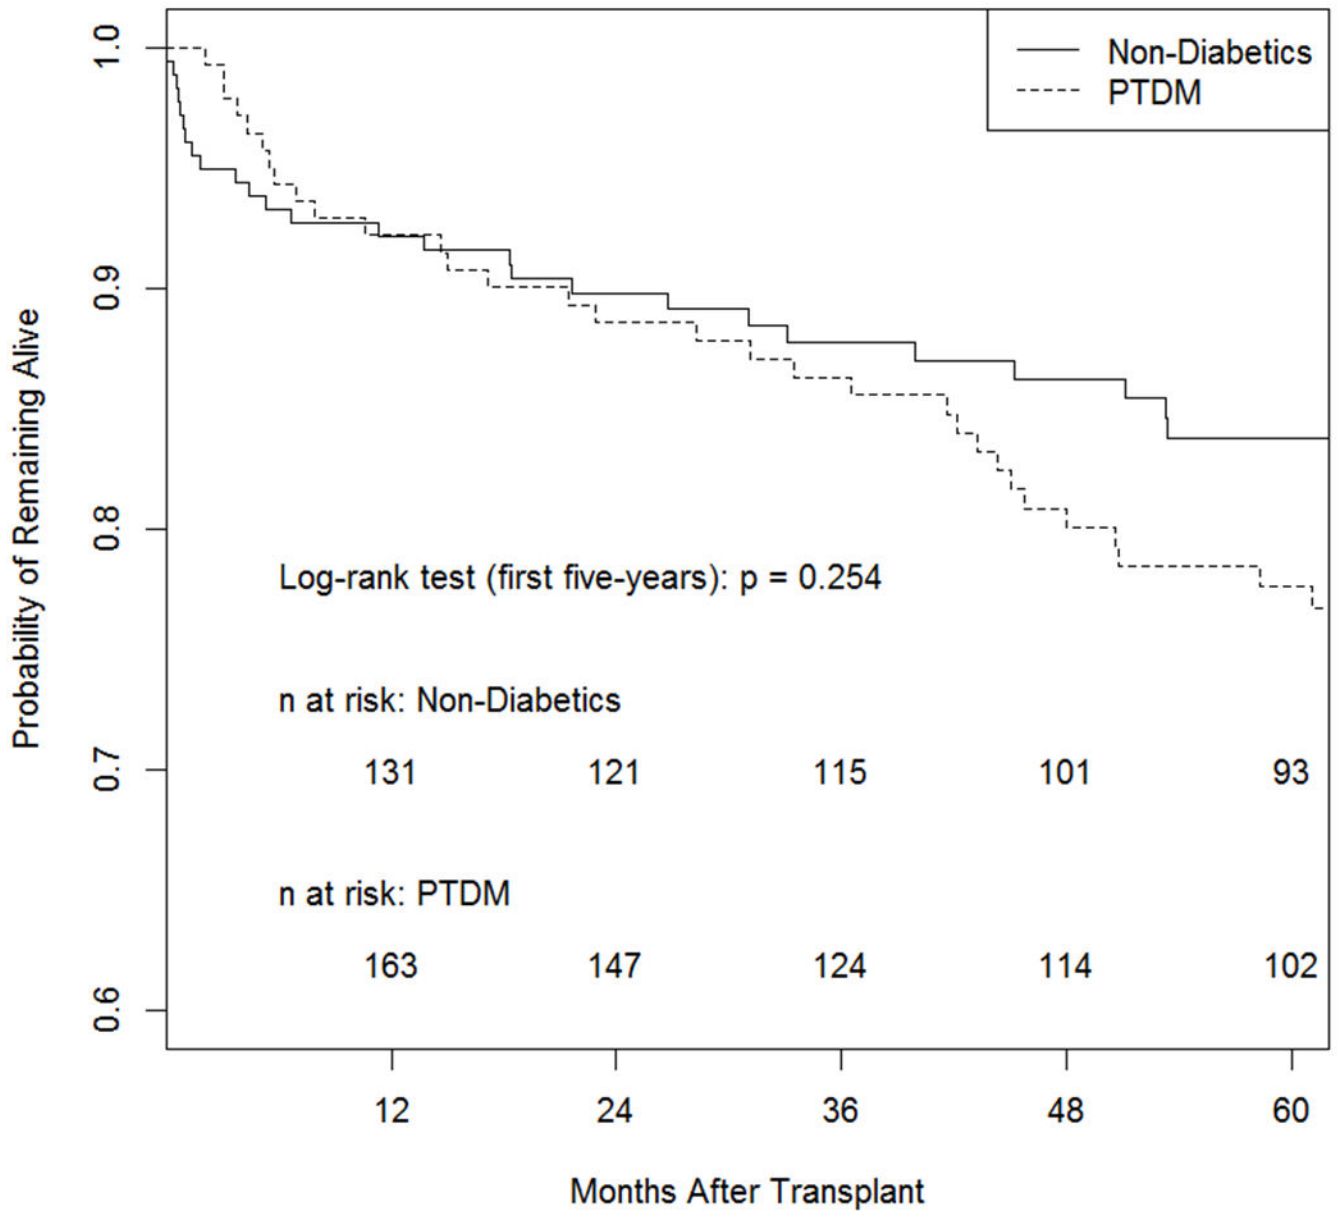 Non-Diabetics
PTDM
1.0
0.9
0.8
0.7
0.6
Probability of Remaining Alive
Log-rank test (first five-years): p = 0.254
n at risk: Non-Diabetics
131 121 115 101 93
n at risk: PTDM
163 147 124 114 102
12 24 36 48 60
Months After Transplant